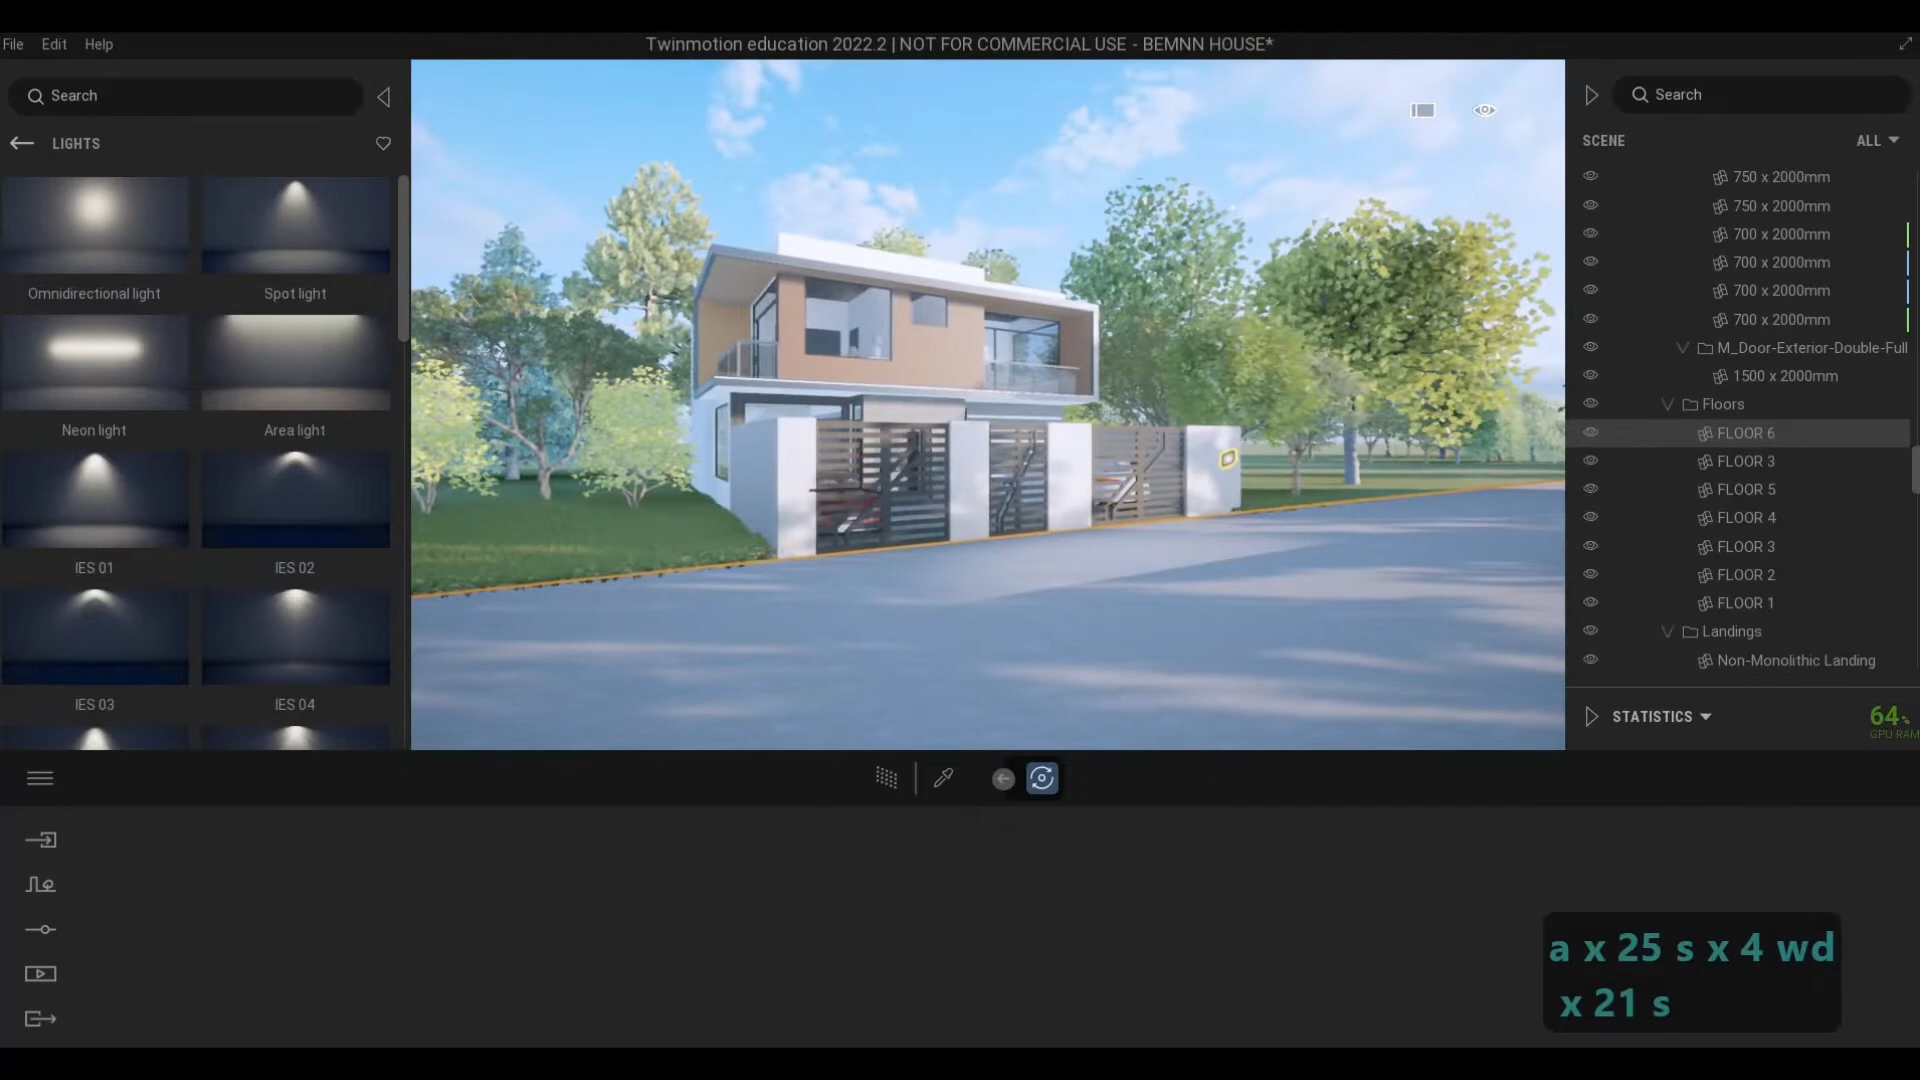 File Edit Help
Twinmotion education 2022.2 | NOT FOR COMMERCIAL USE - BEMNN HOUSE*
Search
LIGHTS
Omnidirectional light
Spot light
Neon light
Area light
IES 01
IES 02
IES 03
IES 04
Search
SCENE
ALL
750 x 2000mm
750 x 2000mm
700 x 2000mm
700 x 2000mm
700 x 2000mm
700 x 2000mm
M_Door-Exterior-Double-Full
1500 x 2000mm
Floors
FLOOR 6
FLOOR 3
FLOOR 5
FLOOR 4
FLOOR 3
FLOOR 2
FLOOR 1
Landings
Non-Monolithic Landing
STATISTICS
64%
GPU RAM
a x 25 s x 4 wd
x 21 s